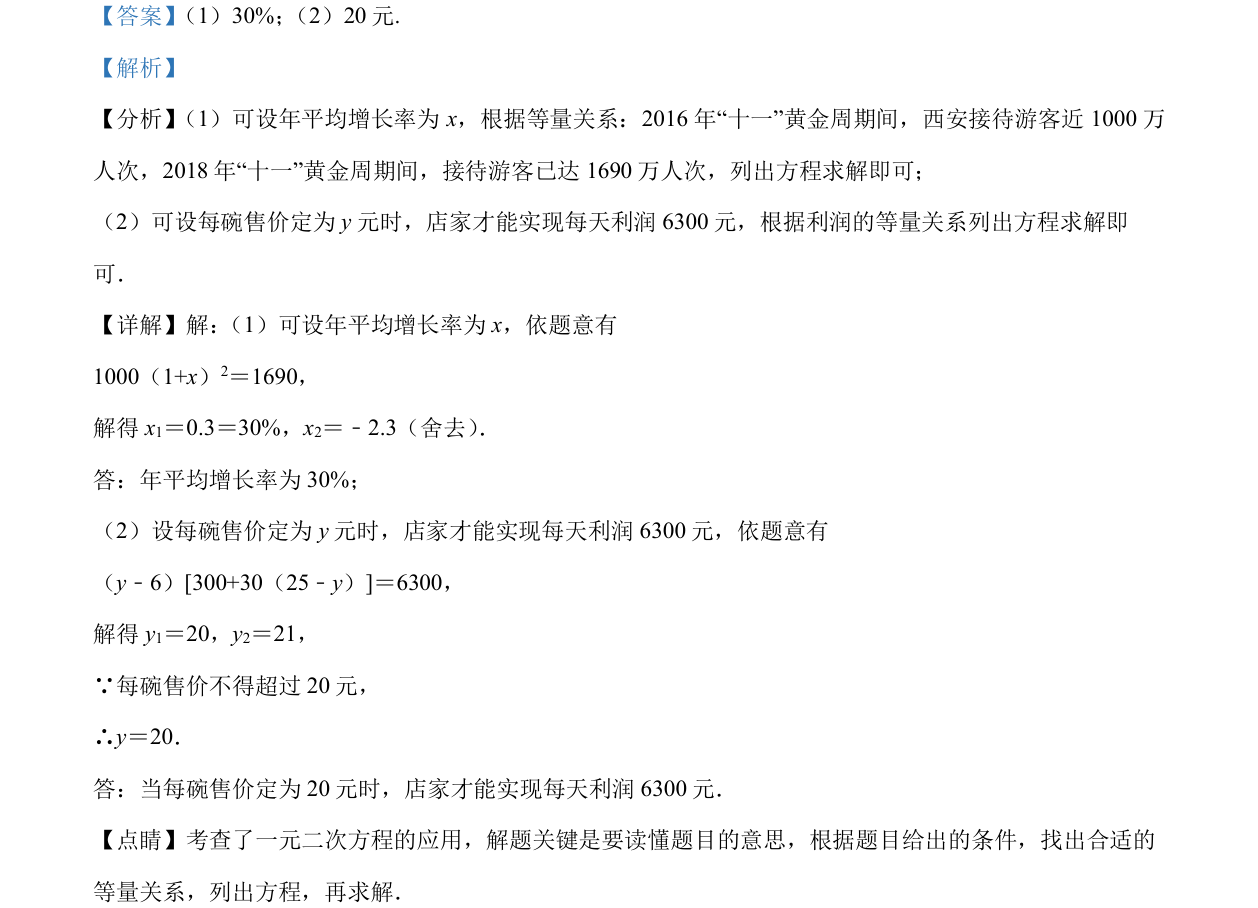 【答案】（1）30%；（2）20 元.
【解析】
【分析】（1）可设年平均增长率为 x，根据等量关系：2016 年“十一”黄金周期间，西安接待游客近 1000 万
人次，2018 年“十一”黄金周期间，接待游客已达 1690 万人次，列出方程求解即可；
（2）可设每碗售价定为 y 元时，店家才能实现每天利润 6300 元，根据利润的等量关系列出方程求解即
可．
【详解】解：（1）可设年平均增长率为 x，依题意有
1000（1+x）²＝1690，
解得 x₁＝0.3＝30%，x₂＝﹣2.3（舍去）．
答：年平均增长率为 30%；
（2）设每碗售价定为 y 元时，店家才能实现每天利润 6300 元，依题意有
（y﹣6）[300+30（25﹣y）]＝6300，
解得 y₁＝20，y₂＝21，
∵每碗售价不得超过 20 元，
∴y＝20．
答：当每碗售价定为 20 元时，店家才能实现每天利润 6300 元．
【点睛】考查了一元二次方程的应用，解题关键是要读懂题目的意思，根据题目给出的条件，找出合适的
等量关系，列出方程，再求解．